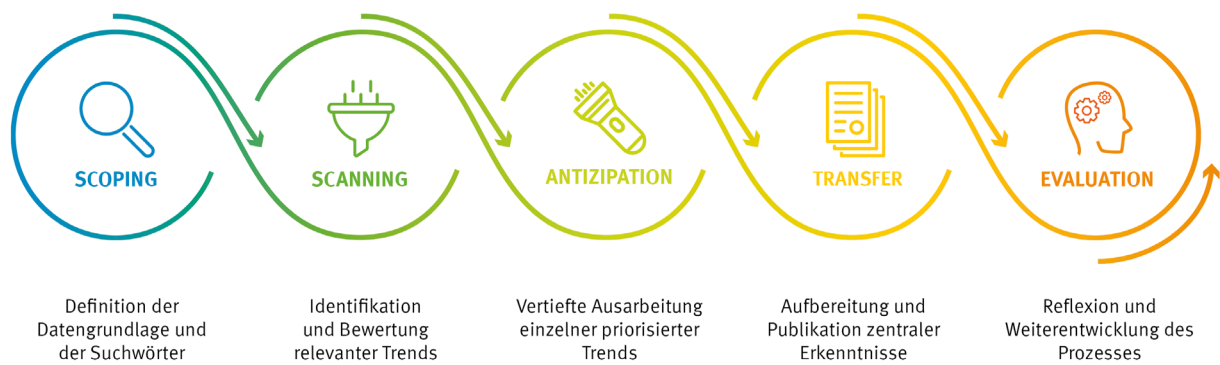 SCOPING
SCANNING
ANTIZIPATION
TRANSFER
EVALUATION
Definition der
Datengrundlage und
der Suchwörter
Identifikation
und Bewertung
relevanter Trends
Vertiefte Ausarbeitung
einzelner priorisierter
Trends
Aufbereitung und
Publikation zentraler
Erkenntnisse
Reflexion und
Weiterentwicklung des
Prozesses